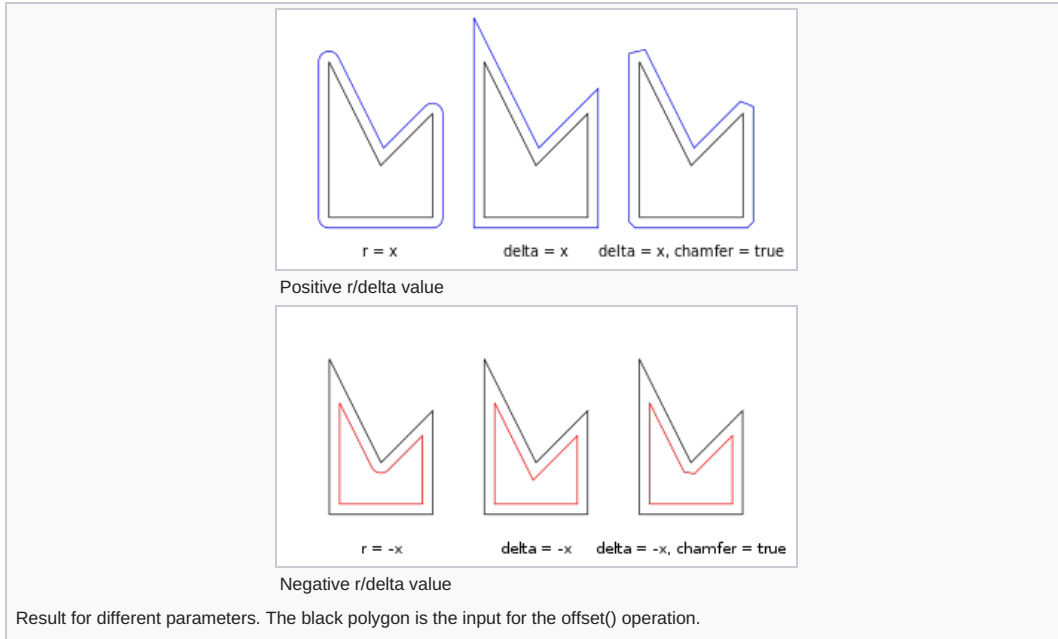 r = x delta = x delta = x, chamfer = true
Positive r/delta value
r = -x delta = -x delta = -x, chamfer = true
Negative r/delta value
Result for different parameters. The black polygon is the input for the offset() operation.